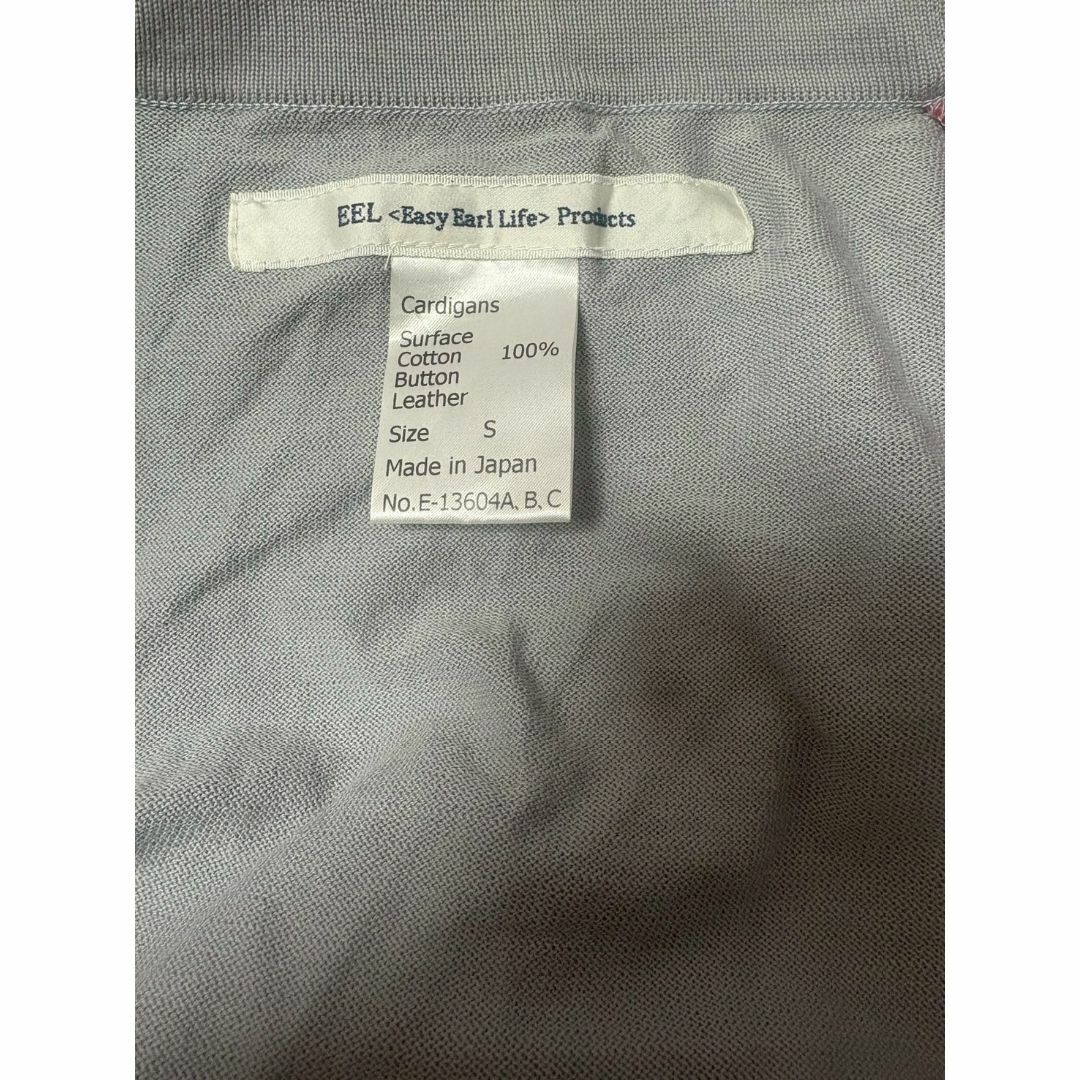 EEL <Easy Earl Life> Products
Cardigans
Surface
Cotton 100%
Button
Leather
Size S
Made in Japan
No.E-13604A、B、C